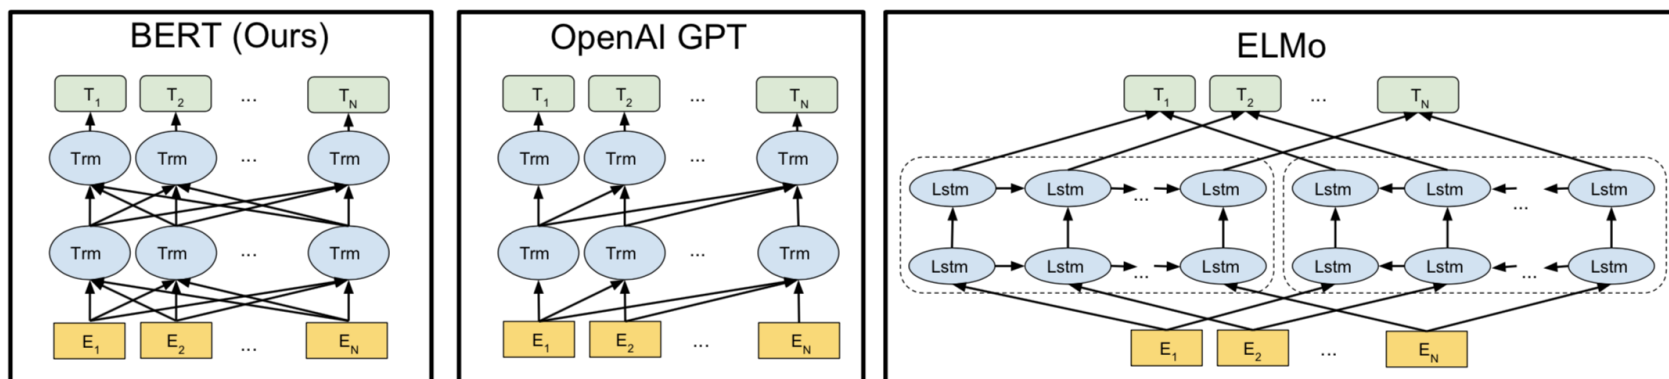 BERT (Ours)
T1 T2 ... TN
Trm Trm ... Trm
Trm Trm ... Trm
E1 E2 ... EN
OpenAI GPT
T1 T2 ... TN
Trm Trm ... Trm
Trm Trm ... Trm
E1 E2 ... EN
ELMo
T1 T2 ... TN
Lstm Lstm ... Lstm Lstm Lstm ... Lstm
Lstm Lstm ... Lstm Lstm Lstm ... Lstm
E1 E2 ... EN